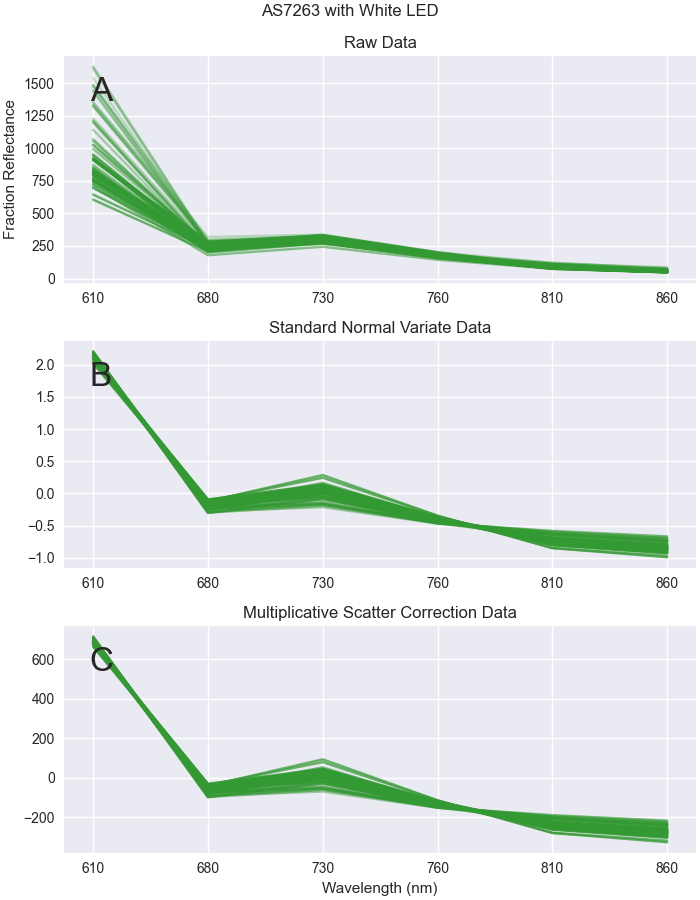 AS7263 with White LED
Raw Data
A
Fraction Reflectance
1500
1250
1000
750
500
250
0
610 680 730 760 810 860
Standard Normal Variate Data
B
2.0
1.5
1.0
0.5
0.0
−0.5
−1.0
610 680 730 760 810 860
Multiplicative Scatter Correction Data
C
600
400
200
0
−200
610 680 730 760 810 860
Wavelength (nm)